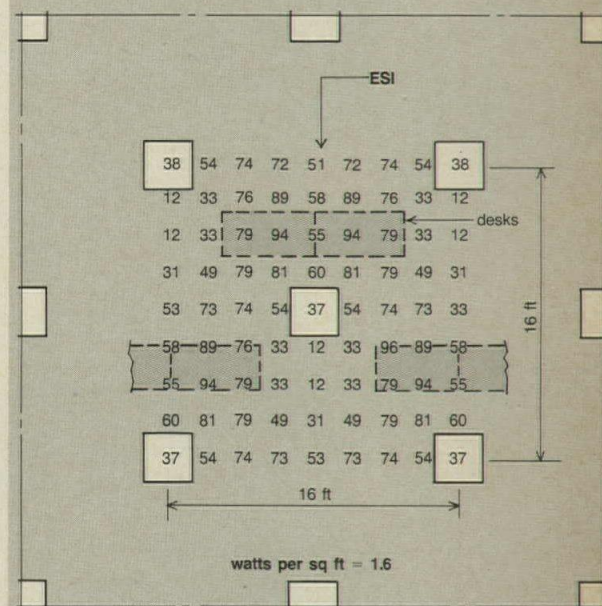 ESI
38 54 74 72 51 72 74 54 38
12 33 76 89 58 89 76 33 12
desks
12 33 79 94 55 94 79 33 12
31 49 79 81 60 81 79 49 31
53 73 74 54 37 54 74 73 33
16 ft
58 89 76 33 12 33 96 89 58
55 94 79 33 12 33 79 94 55
60 81 79 49 31 49 79 81 60
37 54 74 73 53 73 74 54 37
16 ft
watts per sq ft = 1.6